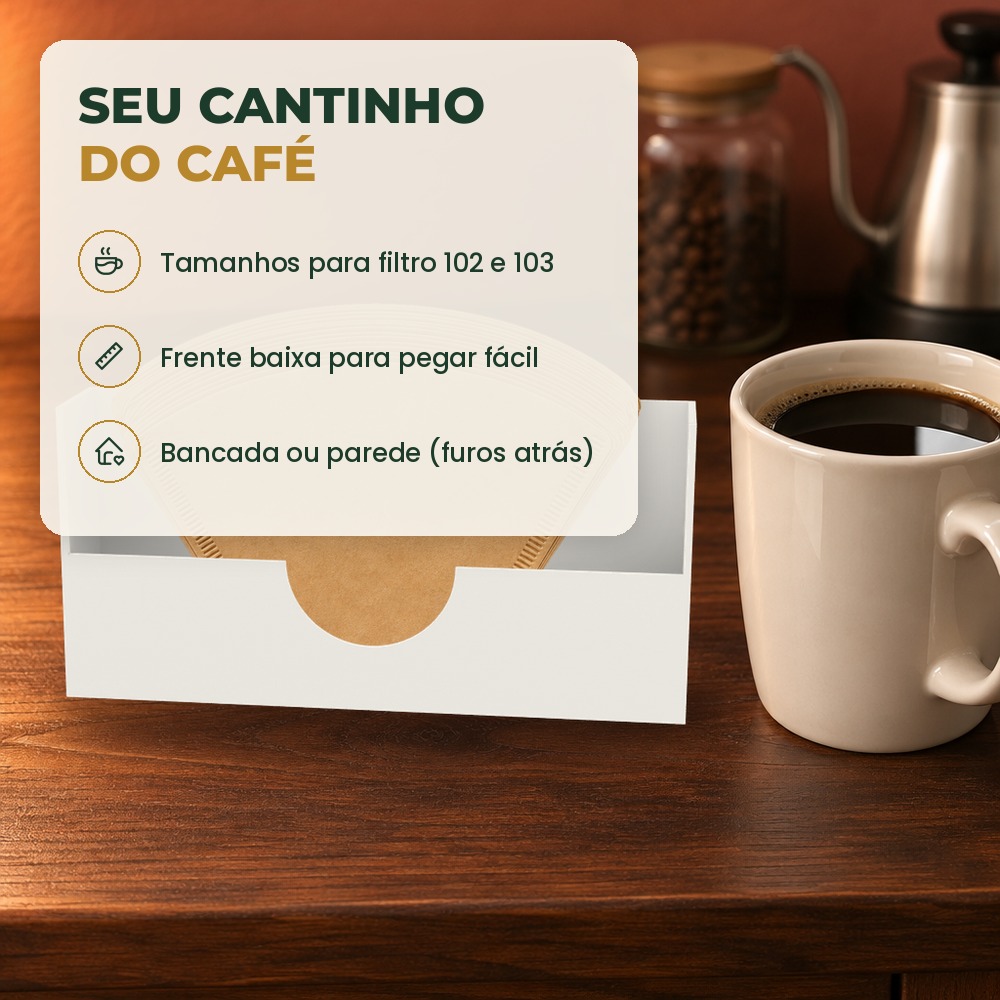 SEU CANTINHO
DO CAFÉ
Tamanhos para filtro 102 e 103
Frente baixa para pegar fácil
Bancada ou parede (furos atrás)